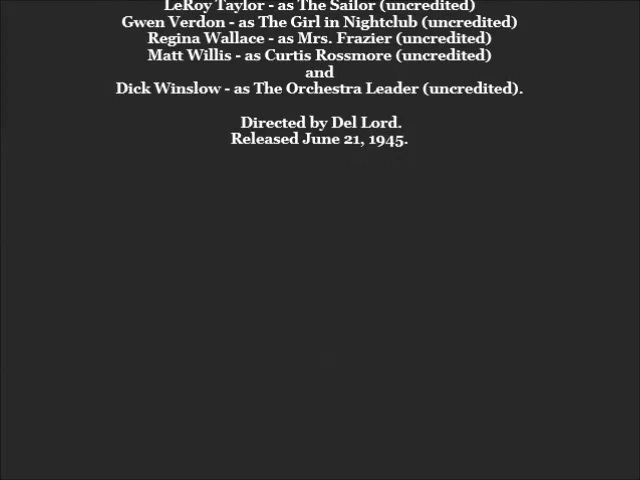 LeRoy Taylor - as The Sailor (uncredited)
Gwen Verdon - as The Girl in Nightclub (uncredited)
Regina Wallace - as Mrs. Frazier (uncredited)
Matt Willis - as Curtis Rossmore (uncredited)
and
Dick Winslow - as The Orchestra Leader (uncredited).
Directed by Del Lord.
Released June 21, 1945.